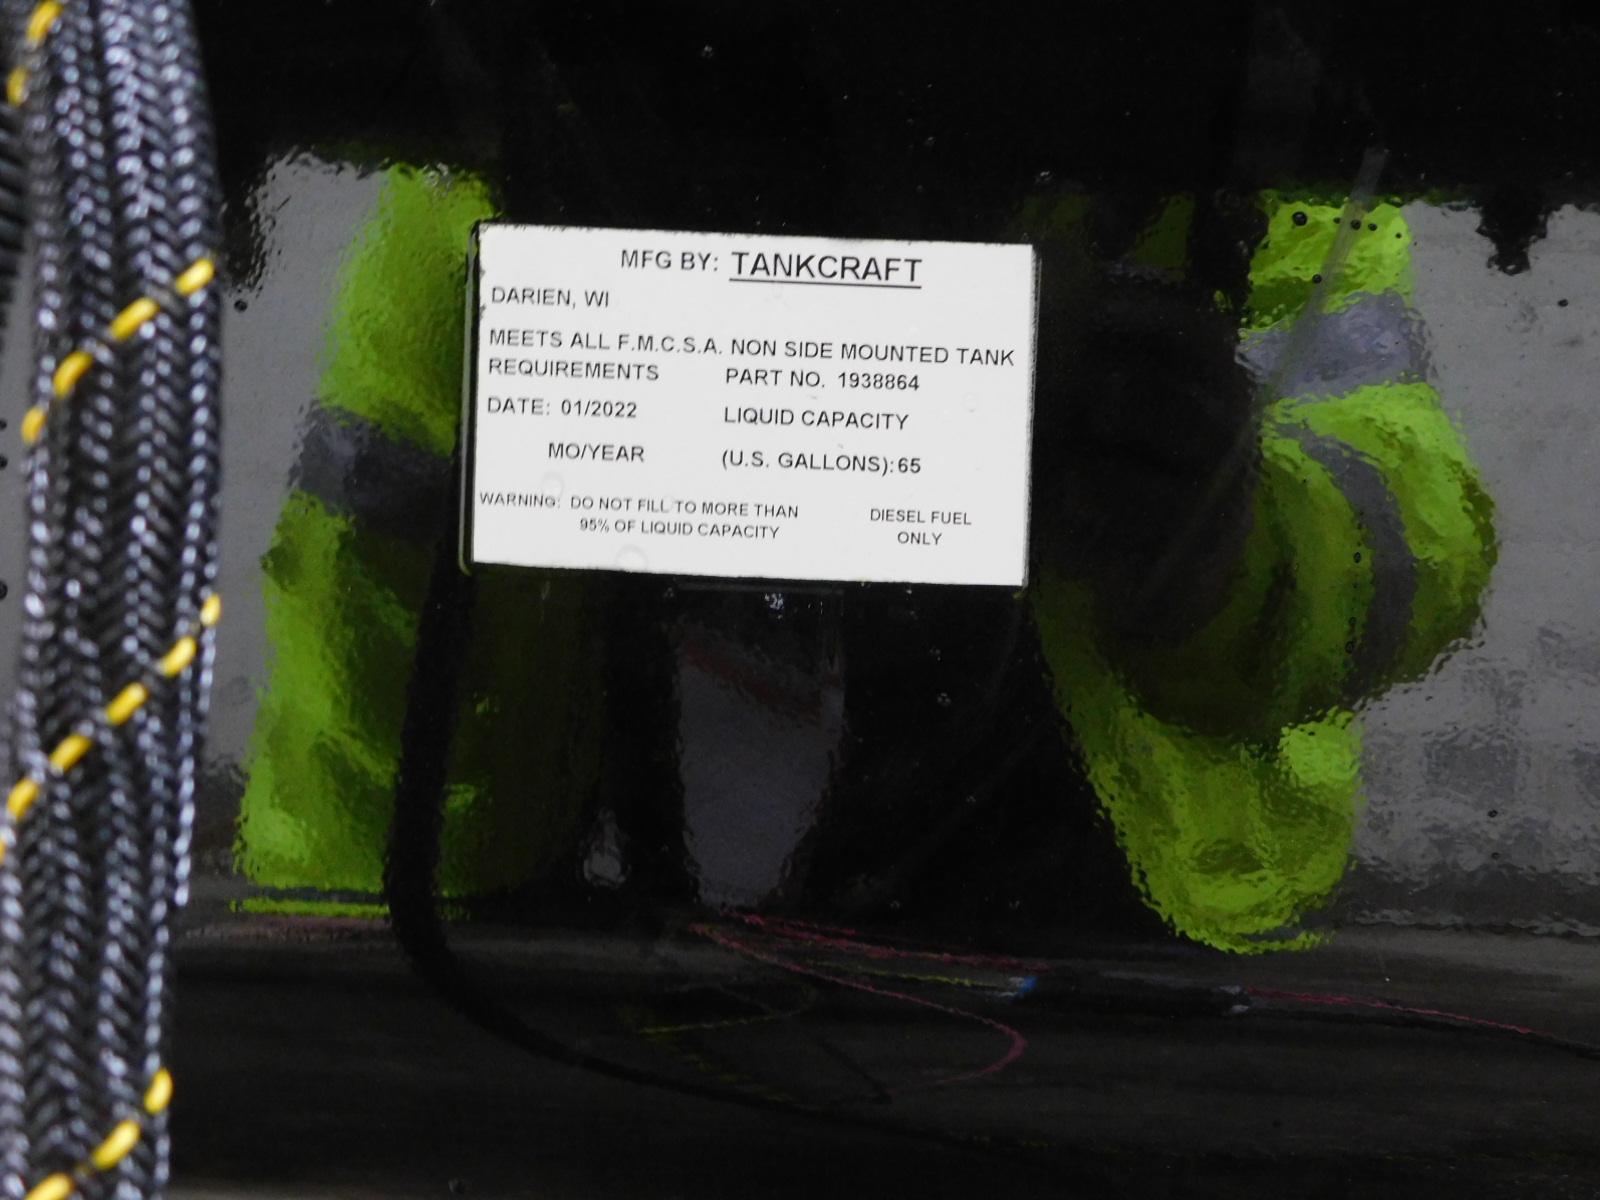 MFG BY: TANKCRAFT
DARIEN, WI
MEETS ALL F.M.C.S.A. NON SIDE MOUNTED TANK
REQUIREMENTS PART NO. 1938864
DATE: 01/2022 LIQUID CAPACITY
MO/YEAR (U.S. GALLONS): 65
WARNING: DO NOT FILL TO MORE THAN
95% OF LIQUID CAPACITY
DIESEL FUEL
ONLY